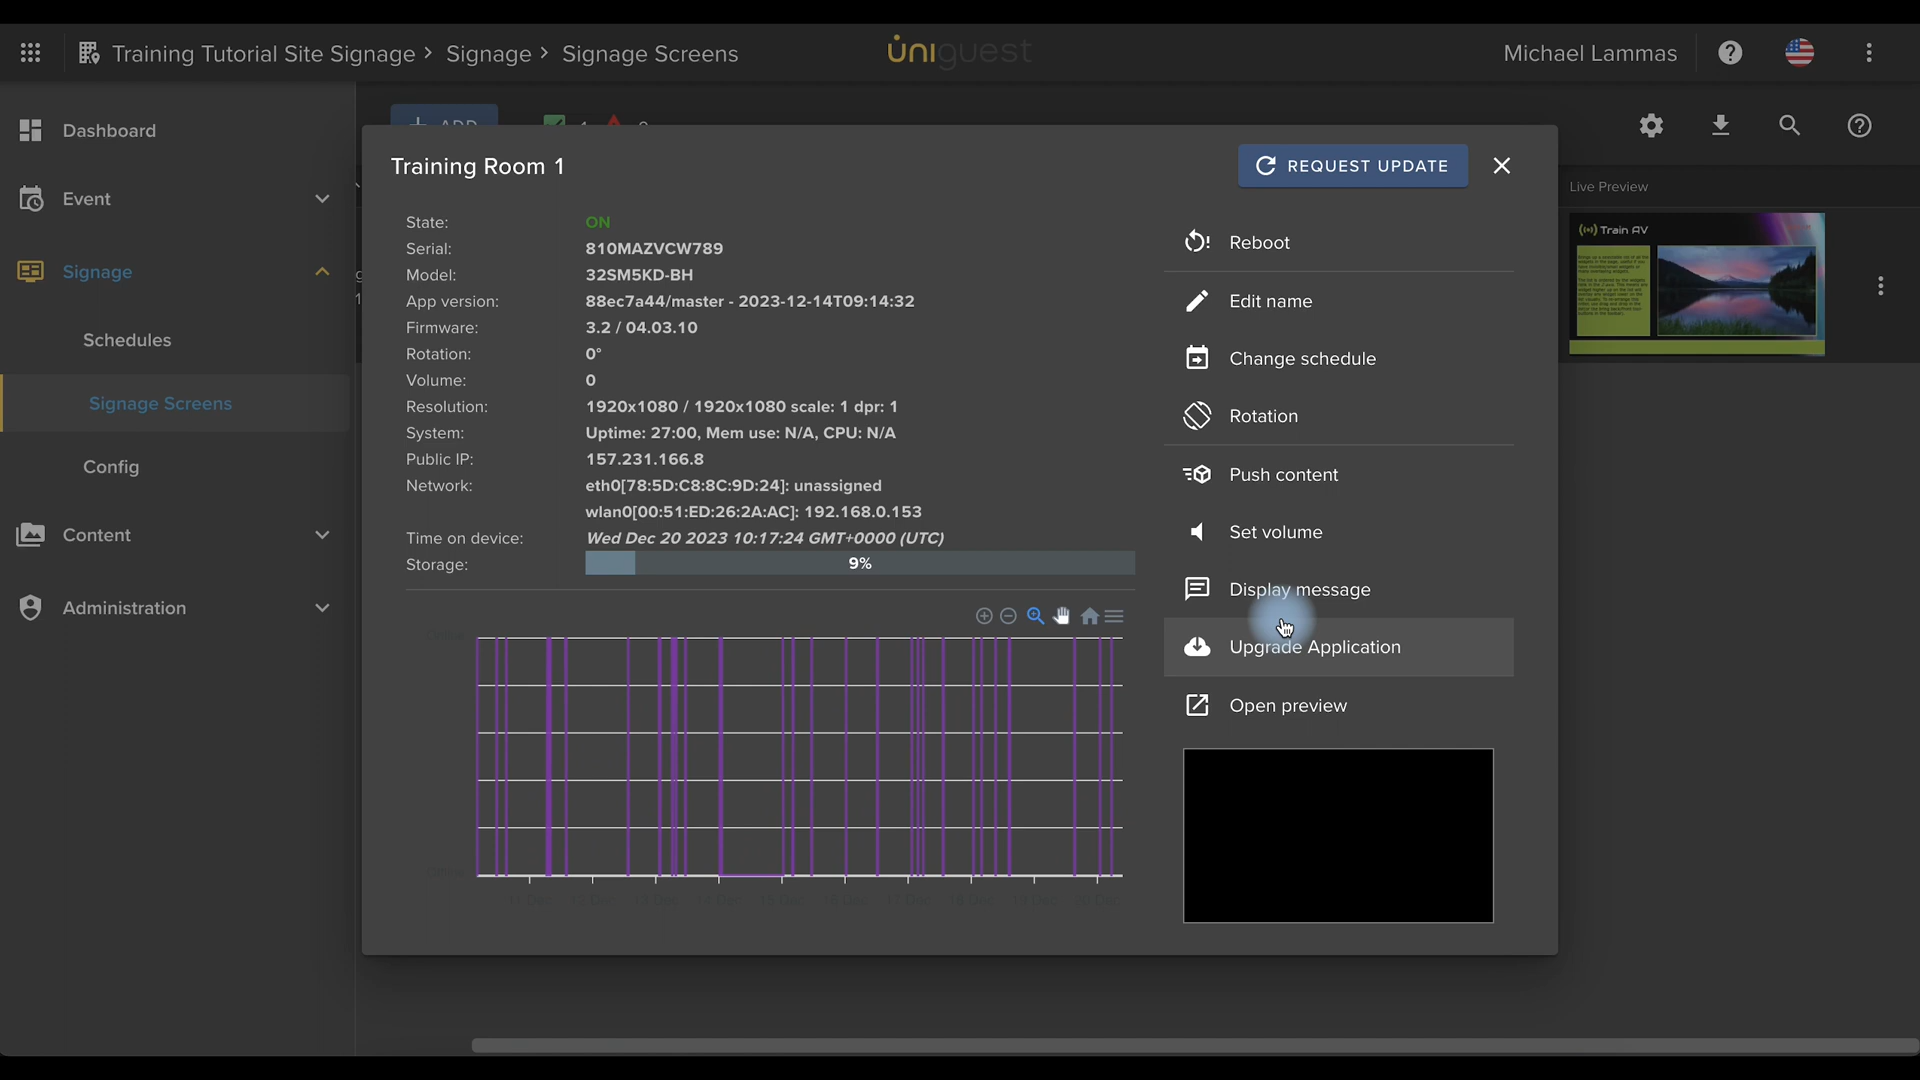 Training Tutorial Site Signage > Signage > Signage Screens
uniguest
Michael Lammas
Dashboard
Event
Signage
Schedules
Signage Screens
Config
Content
Administration
Live Preview
Train AV
Training Room 1
REQUEST UPDATE
State: ON
Serial: 810MAZVCW789
Model: 32SM5KD-BH
App version: 88ec7a44/master - 2023-12-14T09:14:32
Firmware: 3.2 / 04.03.10
Rotation: 0°
Volume: 0
Resolution: 1920x1080 / 1920x1080 scale: 1 dpr: 1
System: Uptime: 27:00, Mem use: N/A, CPU: N/A
Public IP: 157.231.166.8
Network: eth0[78:5D:C8:8C:9D:24]: unassigned
wlan0[00:51:ED:26:2A:AC]: 192.168.0.153
Time on device: Wed Dec 20 2023 10:17:24 GMT+0000 (UTC)
Storage: 9%
Reboot
Edit name
Change schedule
Rotation
Push content
Set volume
Display message
Upgrade Application
Open preview